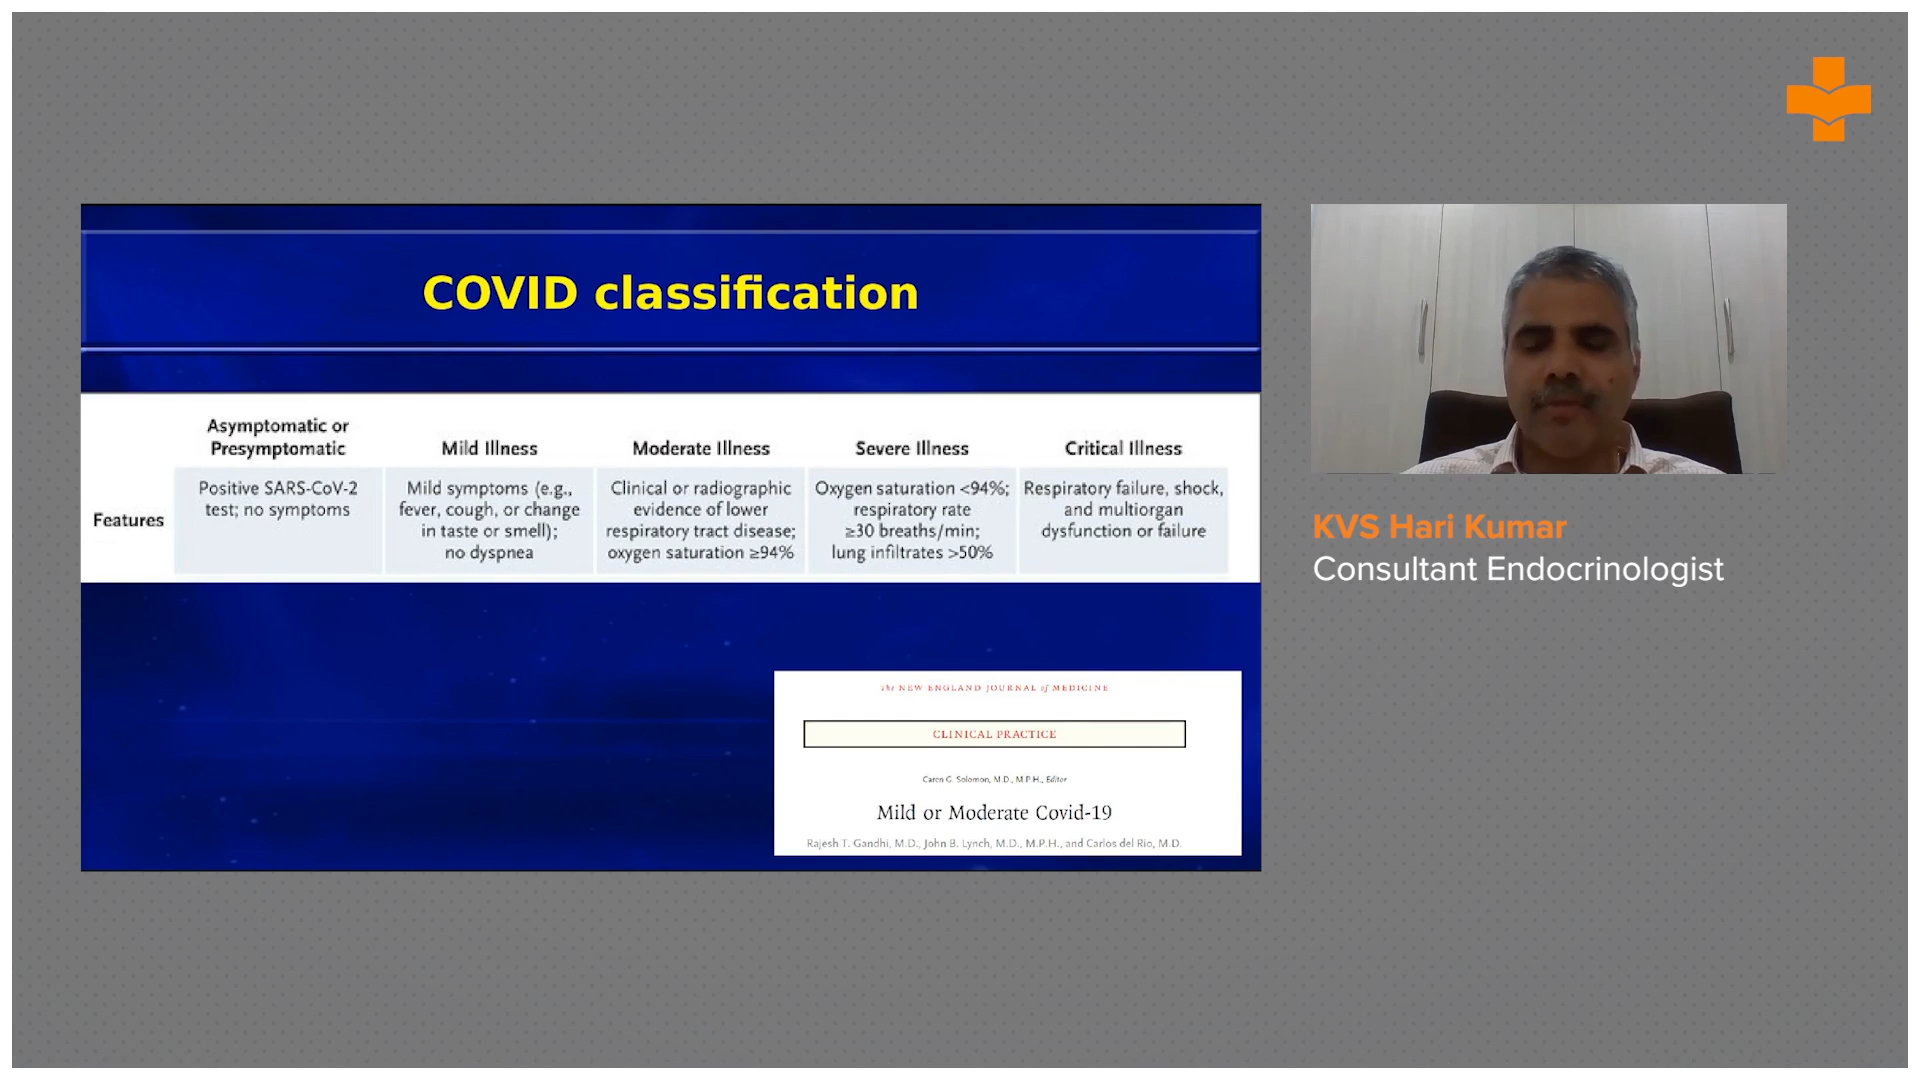 COVID classification
Asymptomatic or
Presymptomatic
Mild Illness
Moderate Illness
Severe Illness
Critical Illness
Features
Positive SARS-CoV-2
test; no symptoms
Mild symptoms (e.g.,
fever, cough, or change
in taste or smell);
no dyspnea
Clinical or radiographic
evidence of lower
respiratory tract disease;
oxygen saturation ≥94%
Oxygen saturation <94%;
respiratory rate
≥30 breaths/min;
lung infiltrates >50%
Respiratory failure, shock,
and multiorgan
dysfunction or failure
The NEW ENGLAND JOURNAL of MEDICINE
CLINICAL PRACTICE
Caren G. Solomon, M.D., M.P.H., Editor
Mild or Moderate Covid-19
Rajesh T. Gandhi, M.D., John B. Lynch, M.D., M.P.H., and Carlos del Rio, M.D.
KVS Hari Kumar
Consultant Endocrinologist